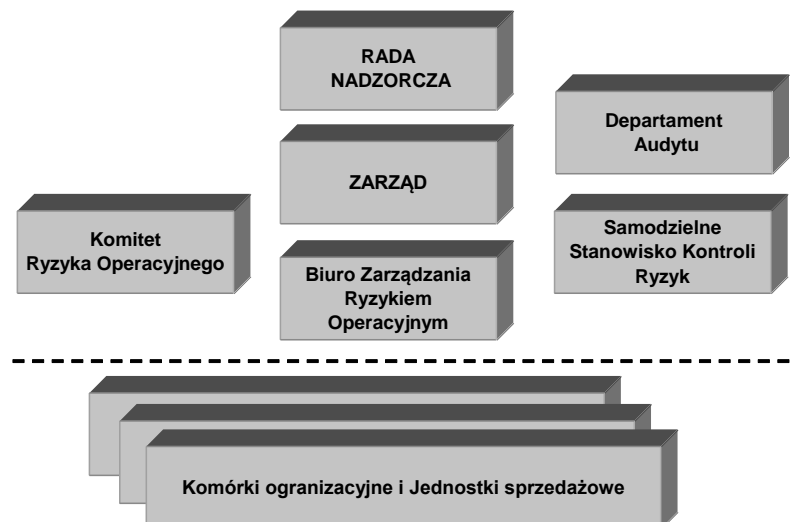 RADA
NADZORCZA
Departament
Audytu
ZARZĄD
Komitet
Ryzyka Operacyjnego
Samodzielne
Stanowisko Kontroli
Ryzyk
Biuro Zarządzania
Ryzykiem
Operacyjnym
Komórki ogranizacyjne i Jednostki sprzedażowe